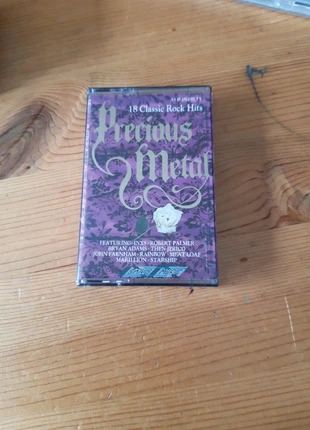 18 Classic Rock Hits
Precious
Metal
FEATURING: INXS · ROBERT PALMER
BRYAN ADAMS · THEN JERICO
JOHN FARNHAM · RAINBOW · MEAT LOAF
MARILLION · STARSHIP